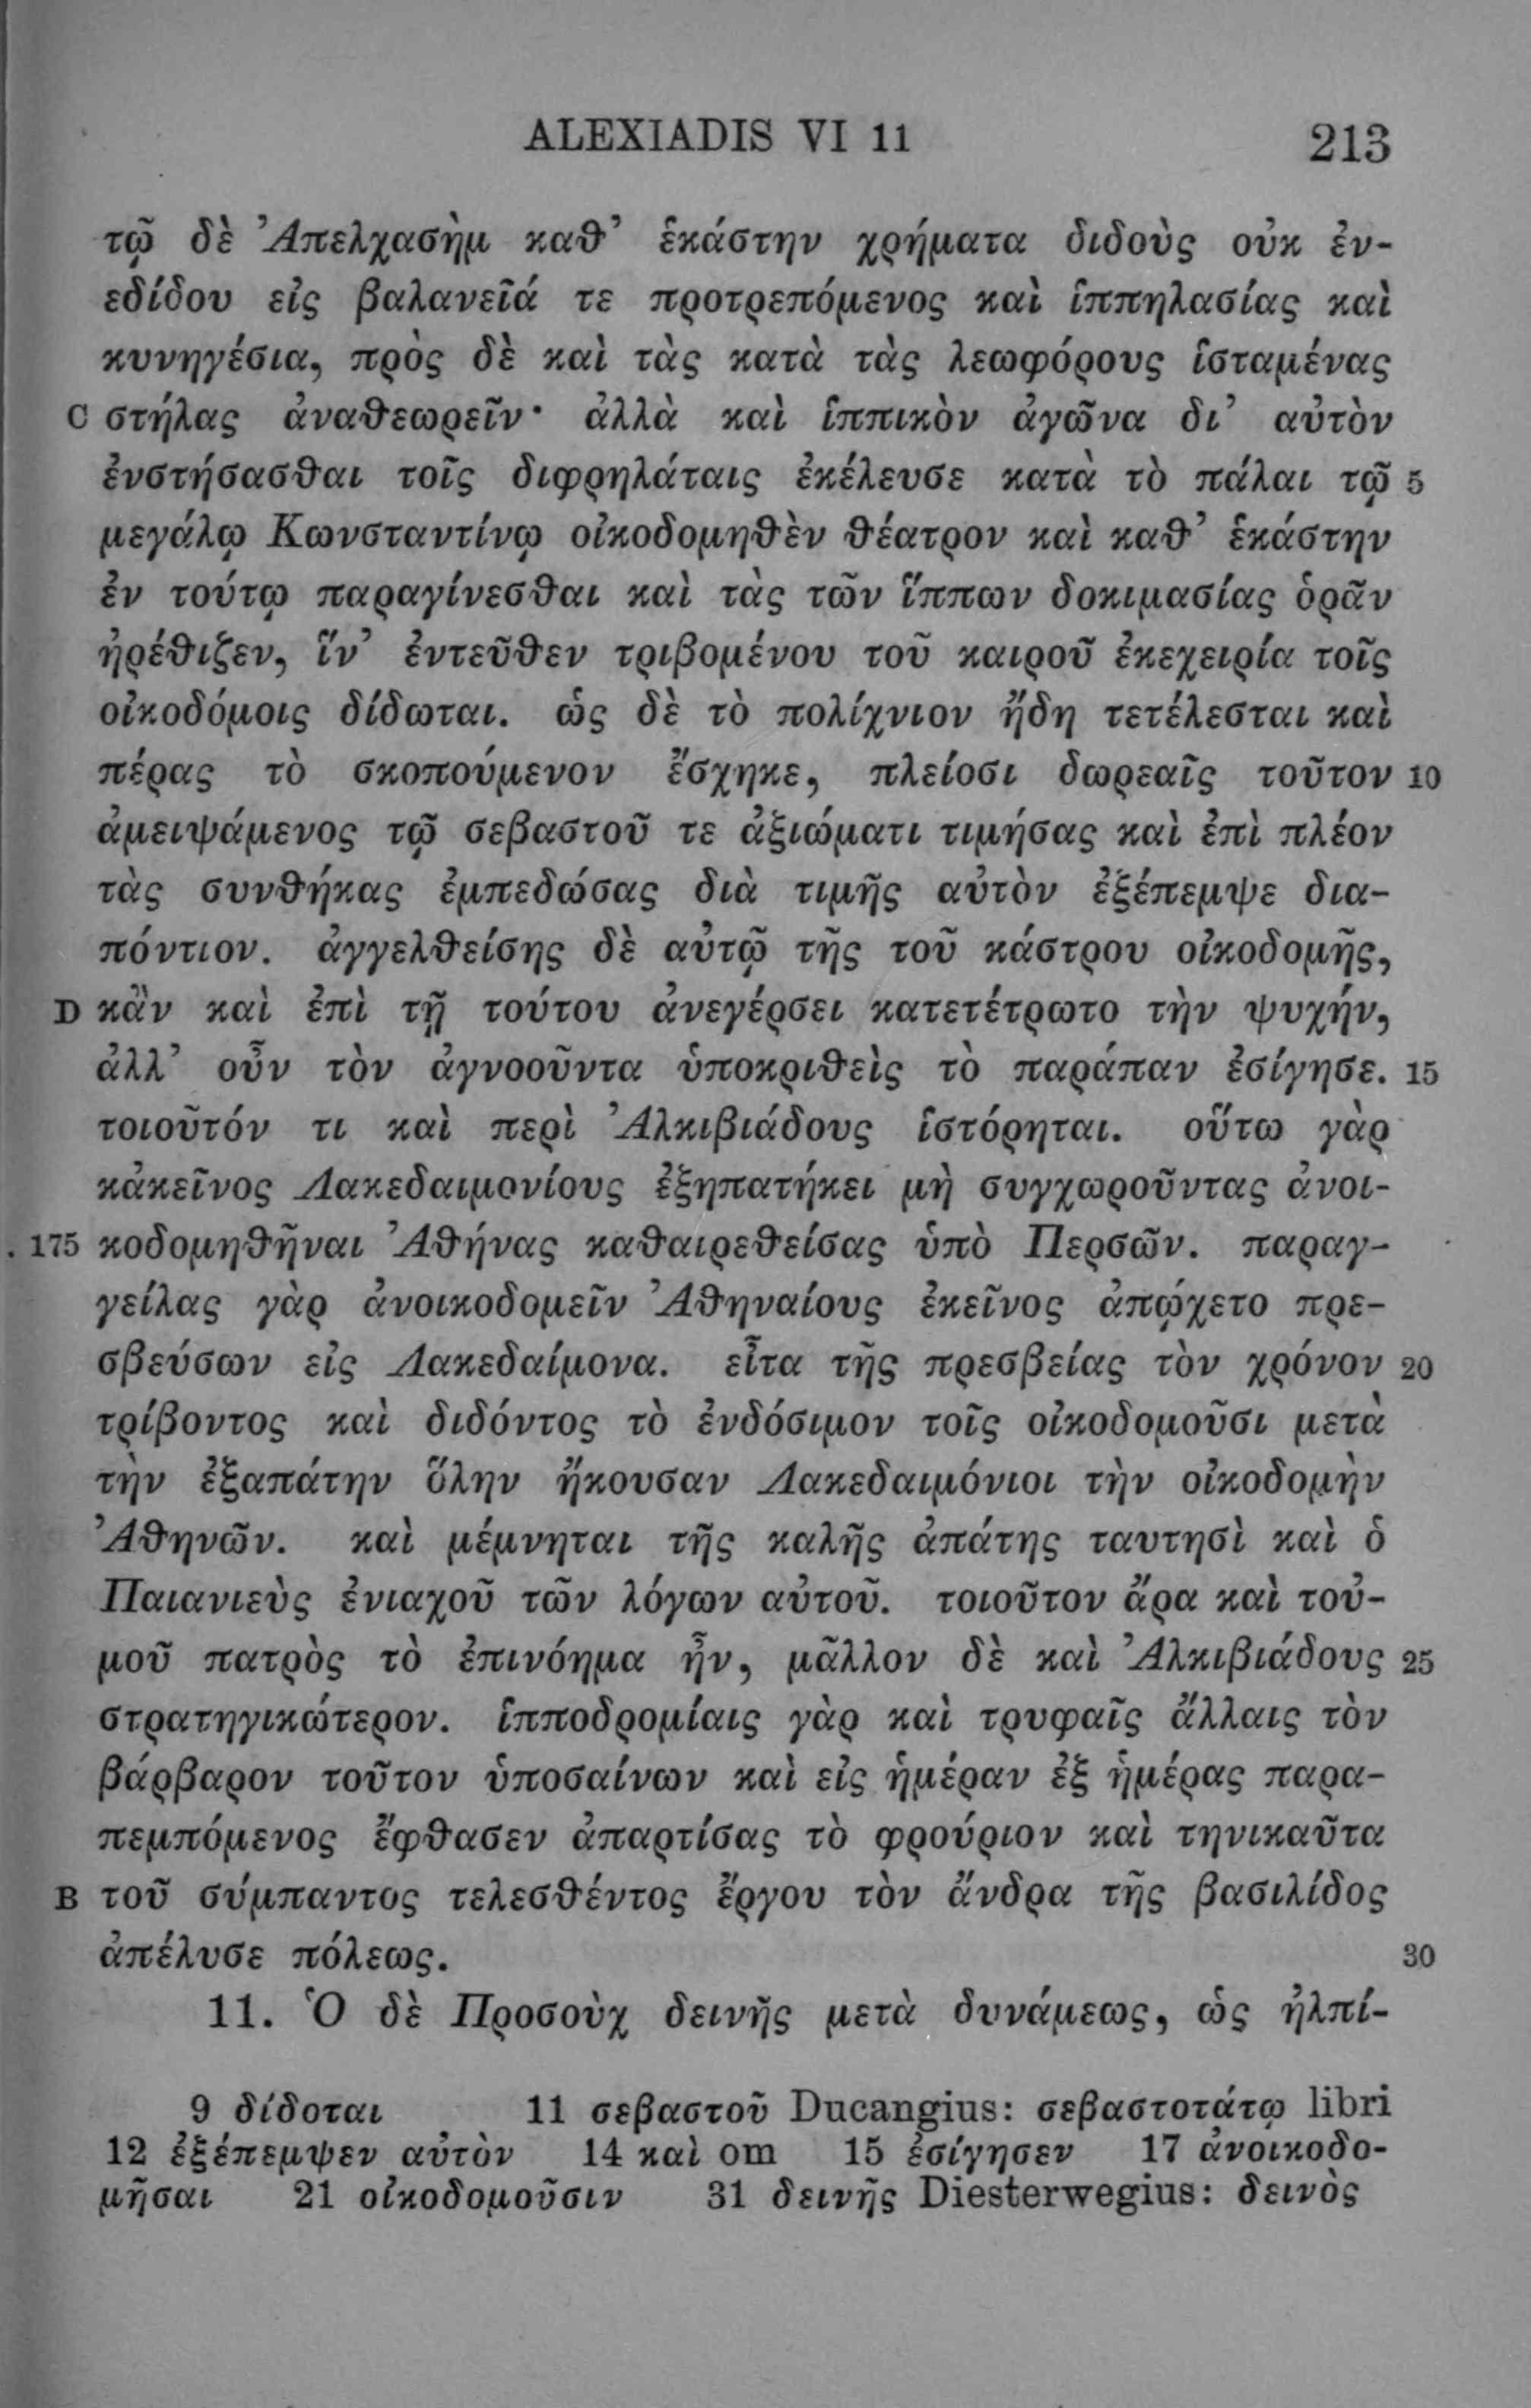 ALEXIADIS VI 11 213
τῷ δὲ Ἀπελχασὴμ καθ’ ἑκάστην χρήματα διδοὺς οὐκ ἐν-
εδίδου εἰς βαλανεῖά τε προτρεπόμενος καὶ ἱππηλασίας καὶ
κυνηγέσια, πρὸς δὲ καὶ τὰς κατὰ τὰς λεωφόρους ἱσταμένας
C στήλας ἀναθεωρεῖν· ἀλλὰ καὶ ἱππικὸν ἀγῶνα δι’ αὐτὸν
ἐνστήσασθαι τοῖς διφρηλάταις ἐκέλευσε κατὰ τὸ πάλαι τῷ 5
μεγάλῳ Κωνσταντίνῳ οἰκοδομηθὲν θέατρον καὶ καθ’ ἑκάστην
ἐν τούτῳ παραγίνεσθαι καὶ τὰς τῶν ἵππων δοκιμασίας ὁρᾶν
ἠρέθιζεν, ἵν’ ἐντεῦθεν τριβομένου τοῦ καιροῦ ἐκεχειρία τοῖς
οἰκοδόμοις δίδωται. ὡς δὲ τὸ πολίχνιον ἤδη τετέλεσται καὶ
πέρας τὸ σκοπούμενον ἔσχηκε, πλείοσι δωρεαῖς τοῦτον 10
ἀμειψάμενος τῷ σεβαστοῦ τε ἀξιώματι τιμήσας καὶ ἐπὶ πλέον
τὰς συνθήκας ἐμπεδώσας διὰ τιμῆς αὐτὸν ἐξέπεμψε δια-
πόντιον. ἀγγελθείσης δὲ αὐτῷ τῆς τοῦ κάστρου οἰκοδομῆς,
D κἂν καὶ ἐπὶ τῇ τούτου ἀνεγέρσει κατετέτρωτο τὴν ψυχήν,
ἀλλ’ οὖν τὸν ἀγνοοῦντα ὑποκριθεὶς τὸ παράπαν ἐσίγησε. 15
τοιοῦτόν τι καὶ περὶ Ἀλκιβιάδους ἱστόρηται. οὕτω γὰρ
κἀκεῖνος Λακεδαιμονίους ἐξηπατήκει μὴ συγχωροῦντας ἀνοι-
. 175 κοδομηθῆναι Ἀθήνας καθαιρεθείσας ὑπὸ Περσῶν. παραγ-
γείλας γὰρ ἀνοικοδομεῖν Ἀθηναίους ἐκεῖνος ἀπῴχετο πρε-
σβεύσων εἰς Λακεδαίμονα. εἶτα τῆς πρεσβείας τὸν χρόνον 20
τρίβοντος καὶ διδόντος τὸ ἐνδόσιμον τοῖς οἰκοδομοῦσι μετὰ
τὴν ἐξαπάτην ὅλην ἤκουσαν Λακεδαιμόνιοι τὴν οἰκοδομὴν
Ἀθηνῶν. καὶ μέμνηται τῆς καλῆς ἀπάτης ταυτησὶ καὶ ὁ
Παιανιεὺς ἐνιαχοῦ τῶν λόγων αὐτοῦ. τοιοῦτον ἄρα καὶ τοὐ-
μοῦ πατρὸς τὸ ἐπινόημα ἦν, μᾶλλον δὲ καὶ Ἀλκιβιάδους 25
στρατηγικώτερον. ἱπποδρομίαις γὰρ καὶ τρυφαῖς ἄλλαις τὸν
βάρβαρον τοῦτον ὑποσαίνων καὶ εἰς ἡμέραν ἐξ ἡμέρας παρα-
πεμπόμενος ἔφθασεν ἀπαρτίσας τὸ φρούριον καὶ τηνικαῦτα
B τοῦ σύμπαντος τελεσθέντος ἔργου τὸν ἄνδρα τῆς βασιλίδος
ἀπέλυσε πόλεως. 30
11. Ὁ δὲ Προσοὺχ δεινῆς μετὰ δυνάμεως, ὡς ἠλπί-
9 δίδοται 11 σεβαστοῦ Ducangius: σεβαστοτάτῳ libri
12 ἐξέπεμψεν αὐτὸν 14 καὶ om 15 ἐσίγησεν 17 ἀνοικοδο-
μῆσαι 21 οἰκοδομοῦσιν 31 δεινῆς Diesterwegius: δεινὸς